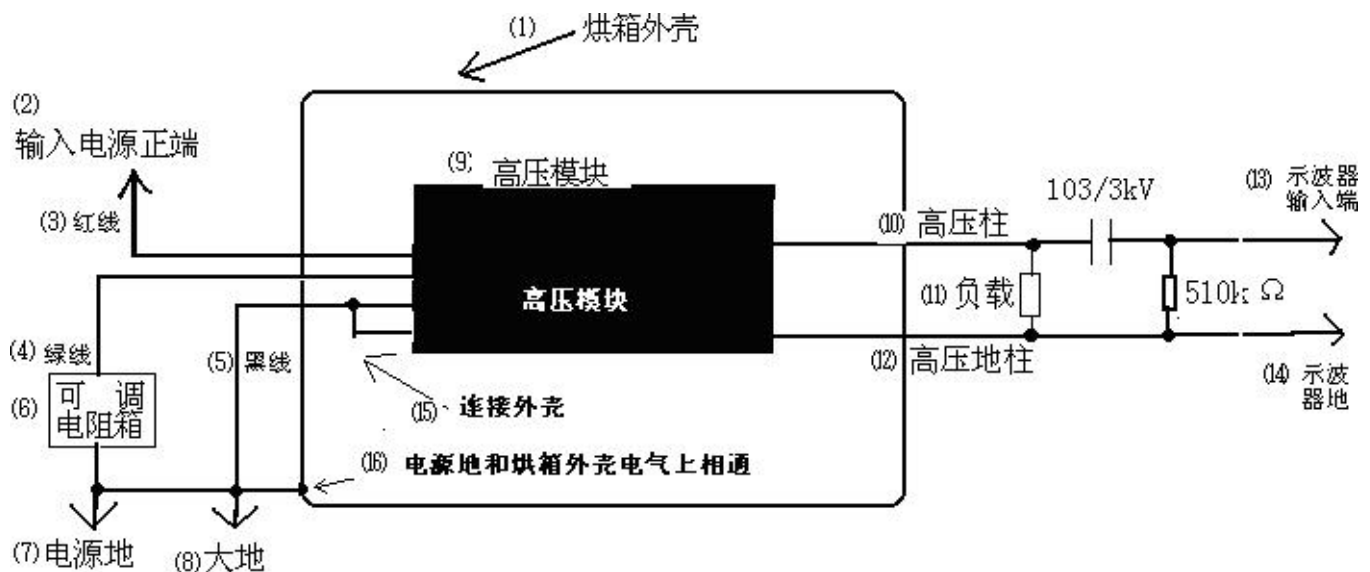 (1) 烘箱外壳
(2)
输入电源正端
(3) 红线
(9) 高压模块
高压模块
(10) 高压柱
103/3kV
(13) 示波器
输入端
(11) 负载
510k Ω
(4) 绿线
(5) 黑线
(12) 高压地柱
(14) 示波
器地
(6) 可 调
电阻箱
(15) 连接外壳
(16) 电源地和烘箱外壳电气上相通
(7) 电源地
(8) 大地